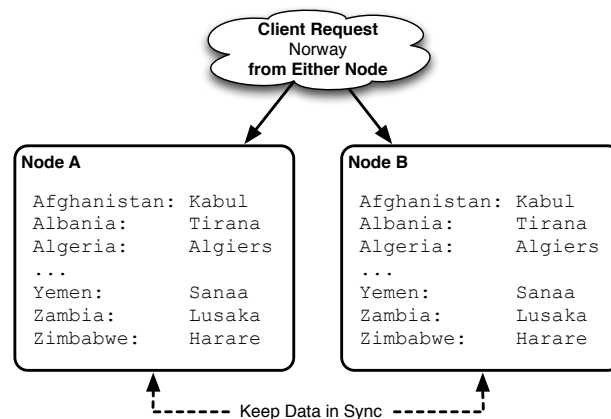 Client Request
Norway
from Either Node
Node A
Afghanistan: Kabul
Albania: Tirana
Algeria: Algiers
...
Yemen: Sanaa
Zambia: Lusaka
Zimbabwe: Harare
Node B
Afghanistan: Kabul
Albania: Tirana
Algeria: Algiers
...
Yemen: Sanaa
Zambia: Lusaka
Zimbabwe: Harare
Keep Data in Sync